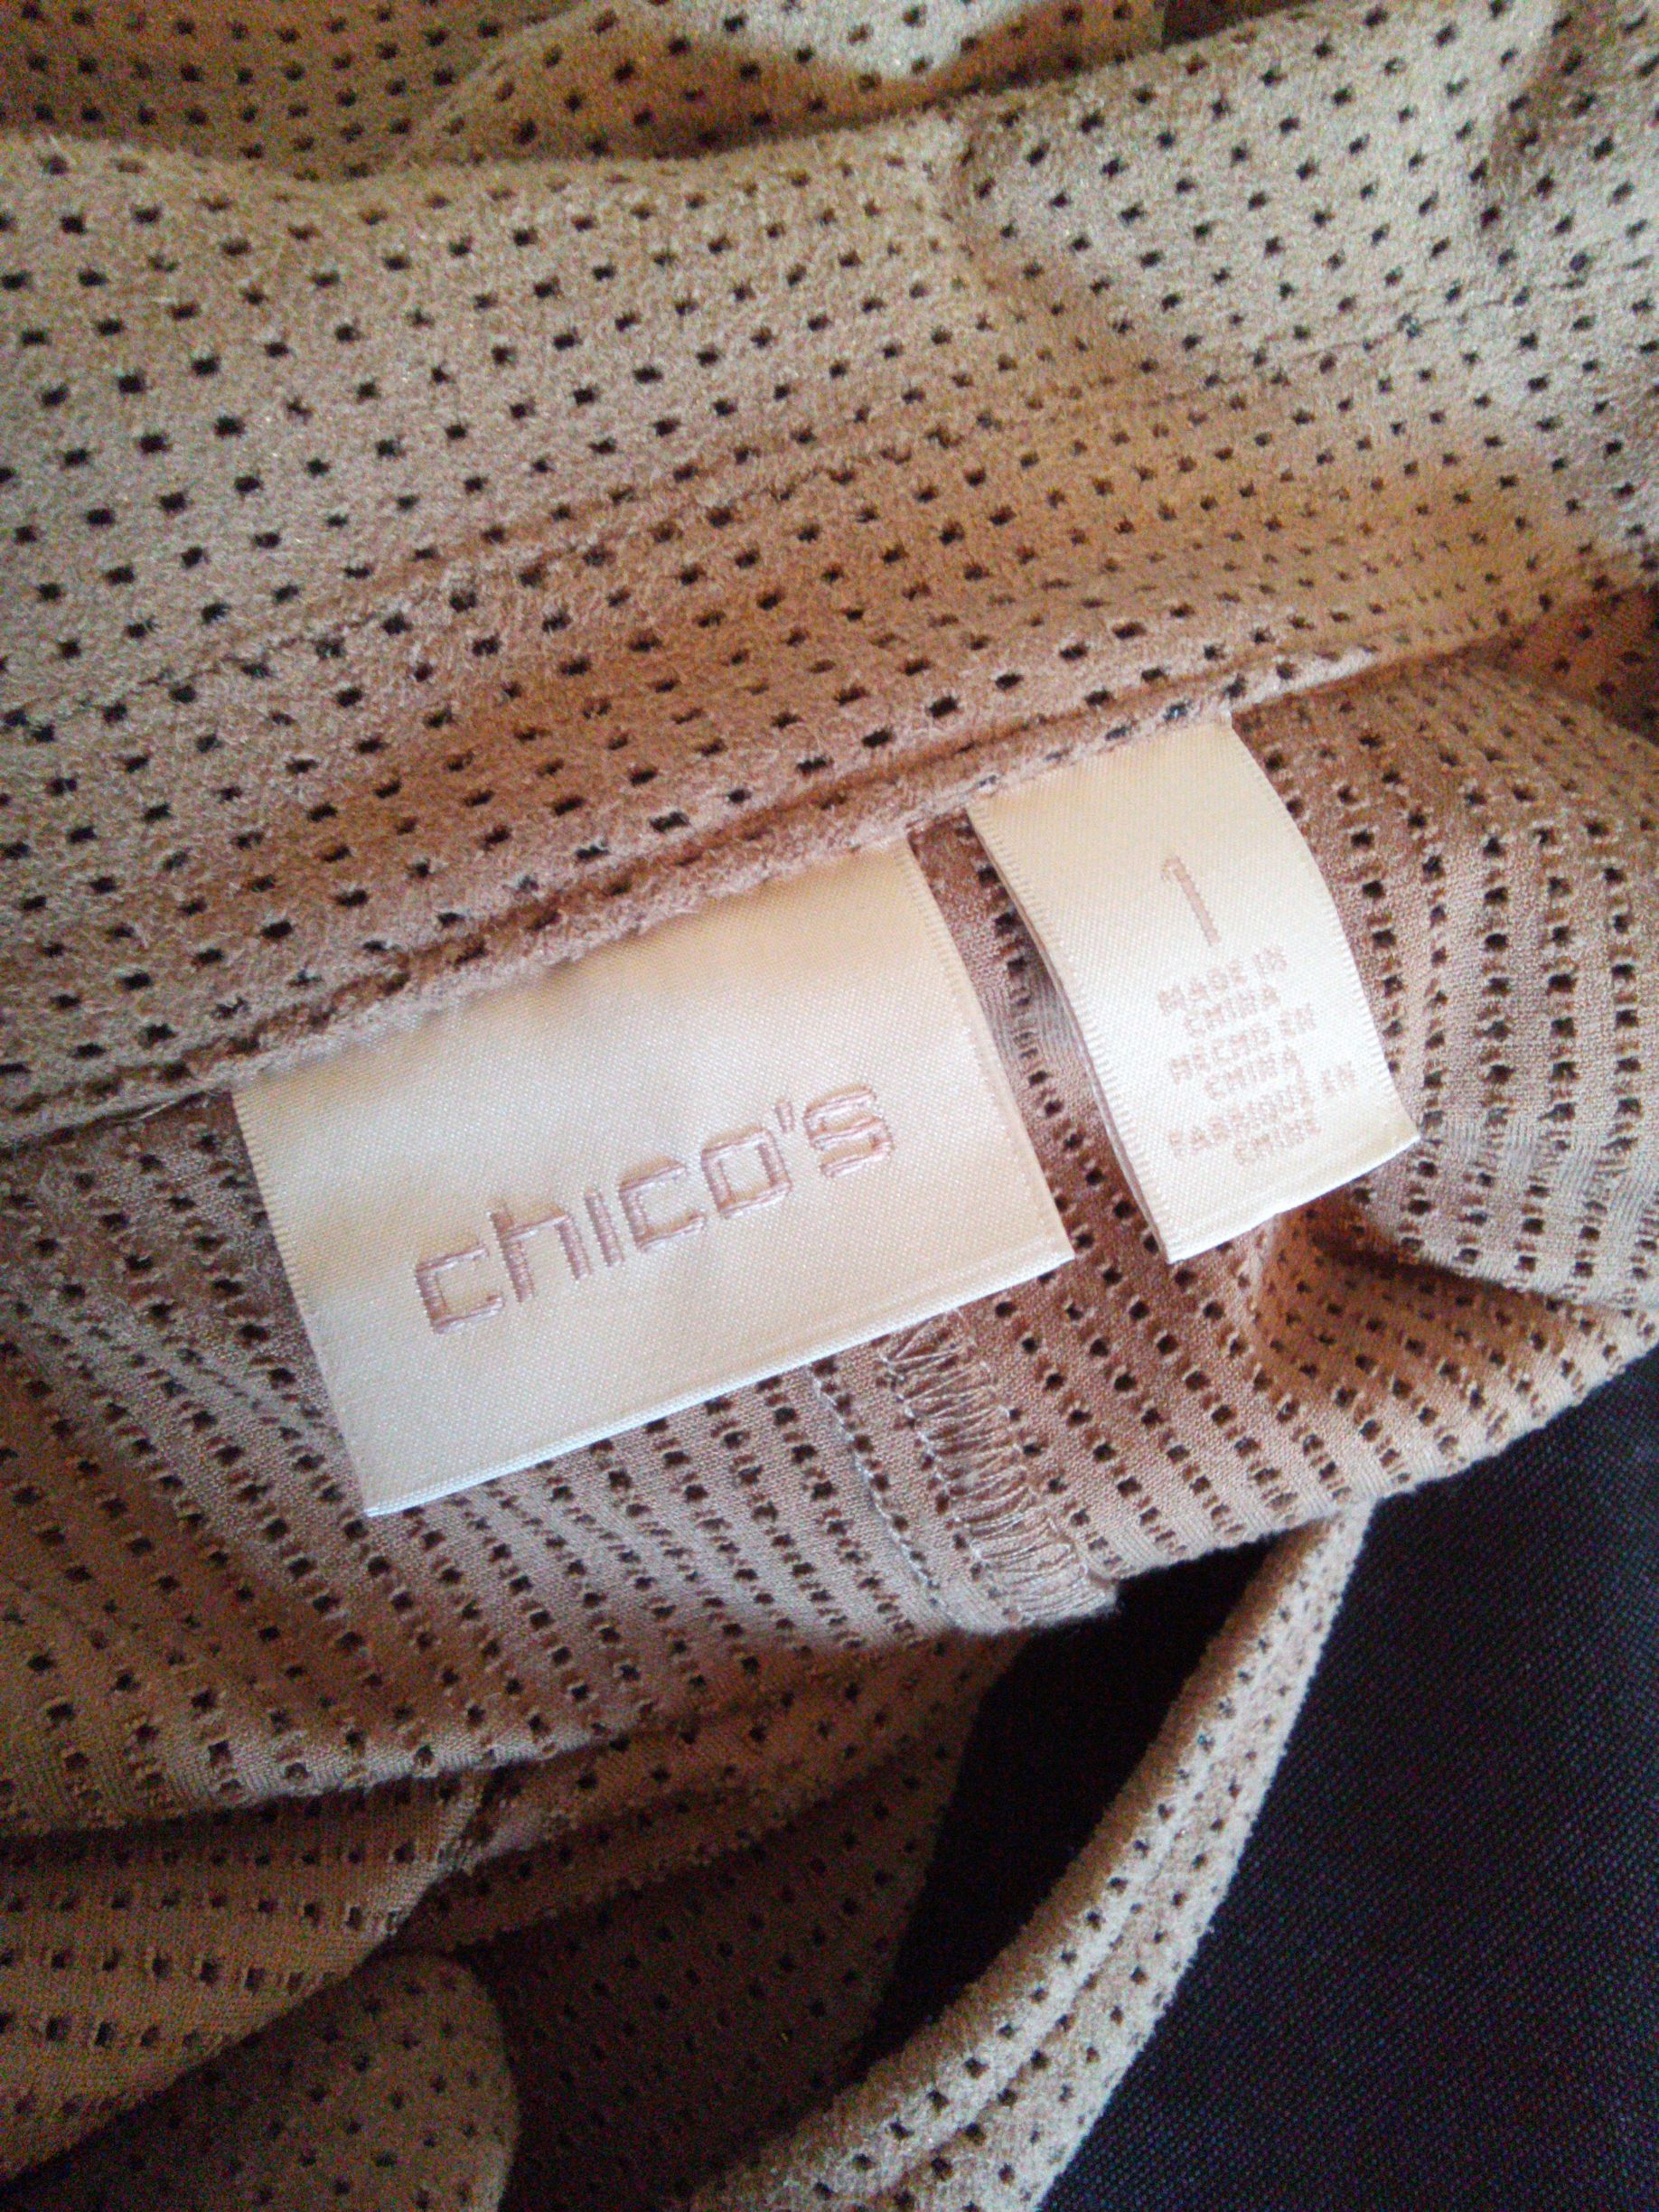 chico's
1
MADE IN
CHINA
HECHO EN
CHINA
FABRIQUÉ EN
CHINE